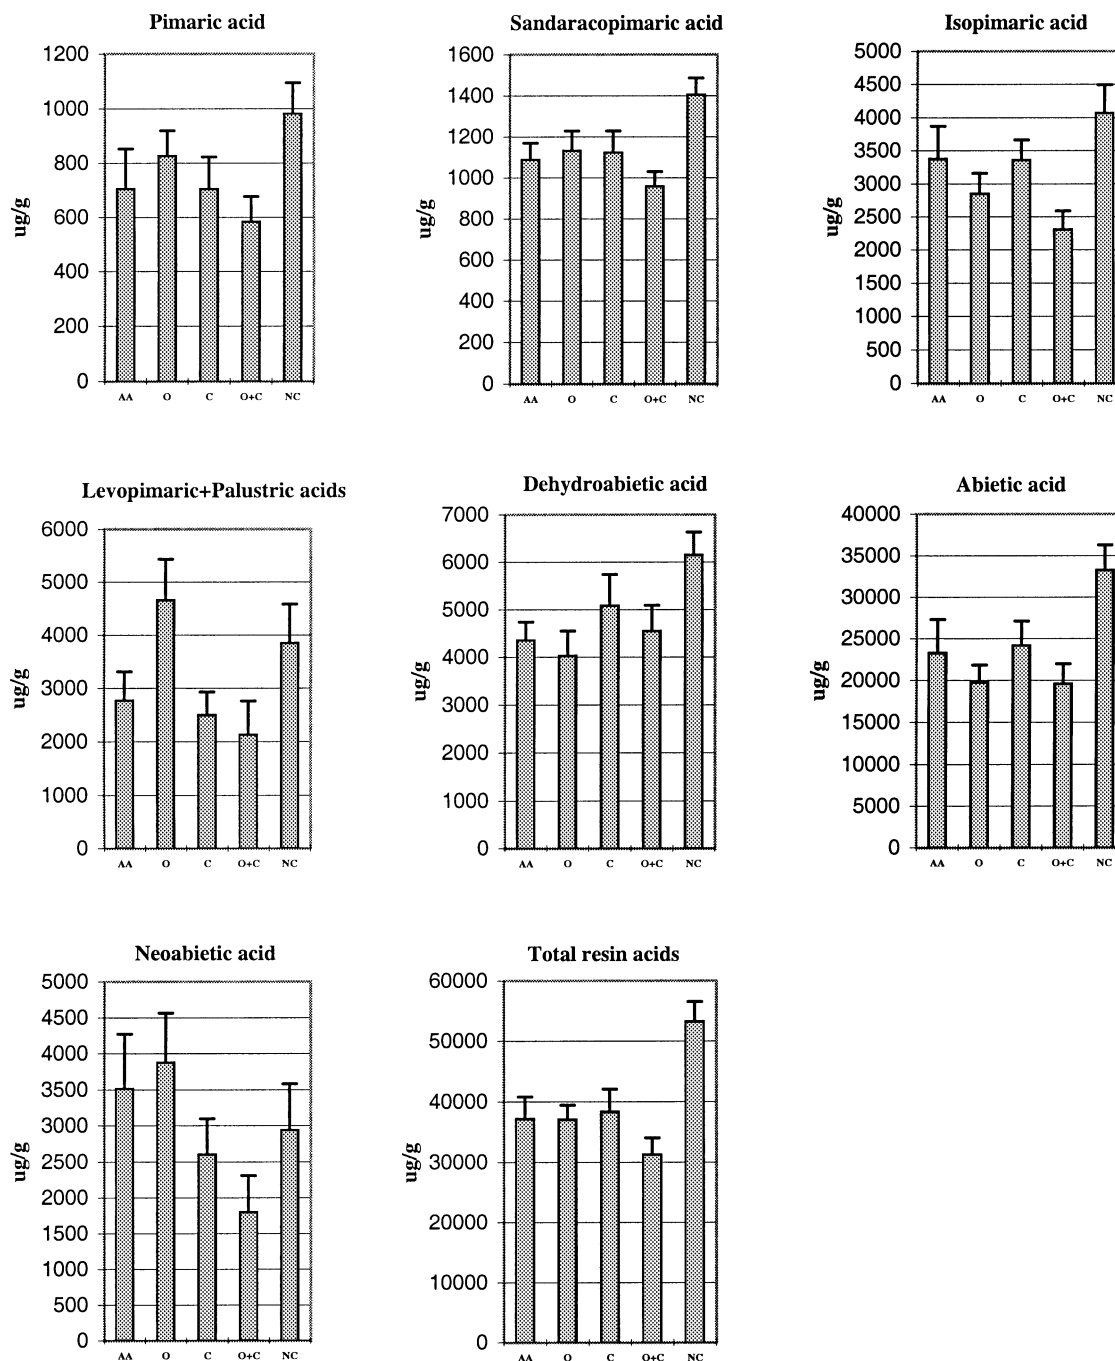 Pimaric acid
1200
1000
800
600
400
200
0
ug/g
AA O C O+C NC
Sandaracopimaric acid
1600
1400
1200
1000
800
600
400
200
0
ug/g
AA O C O+C NC
Isopimaric acid
5000
4500
4000
3500
3000
2500
2000
1500
1000
500
0
ug/g
AA O C O+C NC
Levopimaric+Palustric acids
6000
5000
4000
3000
2000
1000
0
ug/g
AA O C O+C NC
Dehydroabietic acid
7000
6000
5000
4000
3000
2000
1000
0
ug/g
AA O C O+C NC
Abietic acid
40000
35000
30000
25000
20000
15000
10000
5000
0
ug/g
AA O C O+C NC
Neoabietic acid
5000
4500
4000
3500
3000
2500
2000
1500
1000
500
0
ug/g
AA O C O+C NC
Total resin acids
60000
50000
40000
30000
20000
10000
0
ug/g
AA O C O+C NC